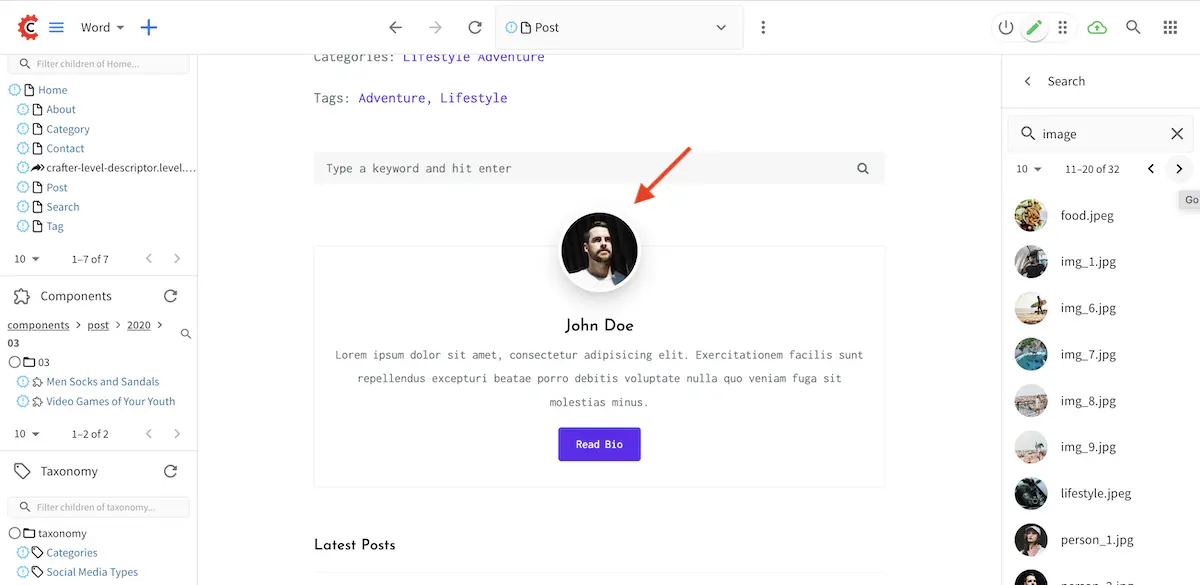 Word
Post
Filter children of Home...
Home
About
Category
Contact
crafter-level-descriptor.level....
Post
Search
Tag
10 1–7 of 7
Components
components > post > 2020 >
03
03
Men Socks and Sandals
Video Games of Your Youth
10 1–2 of 2
Taxonomy
Filter children of taxonomy...
taxonomy
Categories
Social Media Types
Categories: Lifestyle Adventure
Tags: Adventure, Lifestyle
Type a keyword and hit enter
John Doe
Lorem ipsum dolor sit amet, consectetur adipisicing elit. Exercitationem facilis sunt
repellendus excepturi beatae porro debitis voluptate nulla quo veniam fuga sit
molestias minus.
Read Bio
Latest Posts
Search
image
10 11–20 of 32
Go
food.jpeg
img_1.jpg
img_6.jpg
img_7.jpg
img_8.jpg
img_9.jpg
lifestyle.jpeg
person_1.jpg